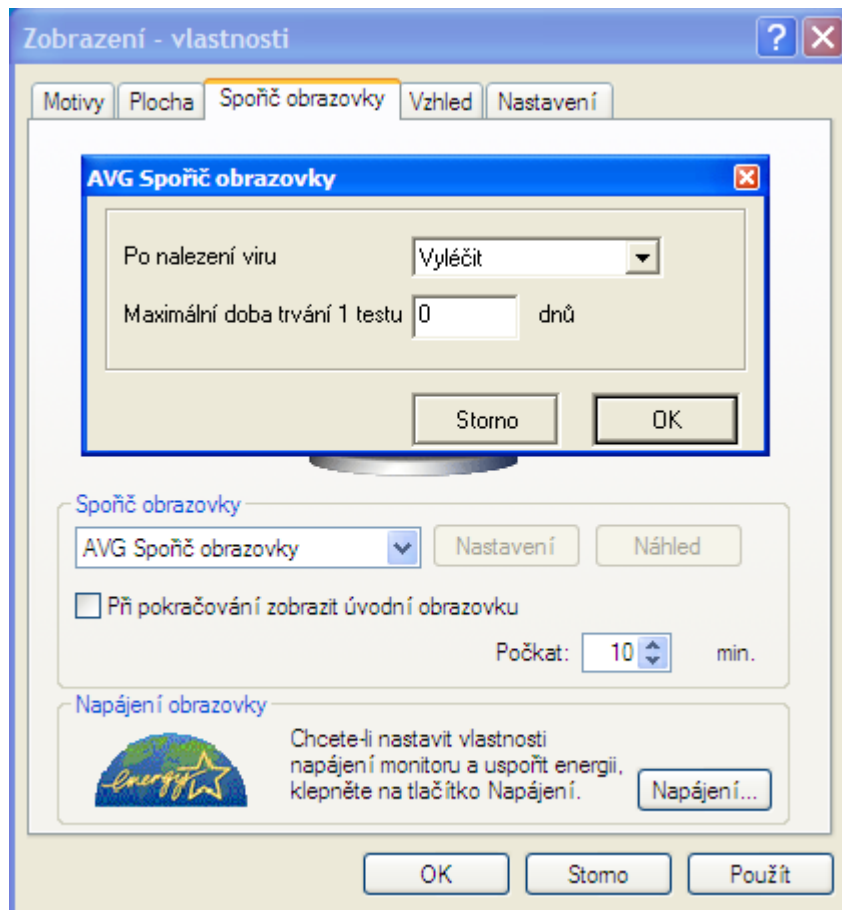 Zobrazení - vlastnosti
Motivy Plocha Spořič obrazovky Vzhled Nastavení
AVG Spořič obrazovky
Po nalezení viru Vyléčit
Maximální doba trvání 1 testu 0 dnů
Storno OK
Spořič obrazovky
AVG Spořič obrazovky Nastavení Náhled
Při pokračování zobrazit úvodní obrazovku
Počkat: 10 min.
Napájení obrazovky
energy
Chcete-li nastavit vlastnosti
napájení monitoru a uspořit energii,
klepněte na tlačítko Napájení.
Napájení...
OK Storno Použít